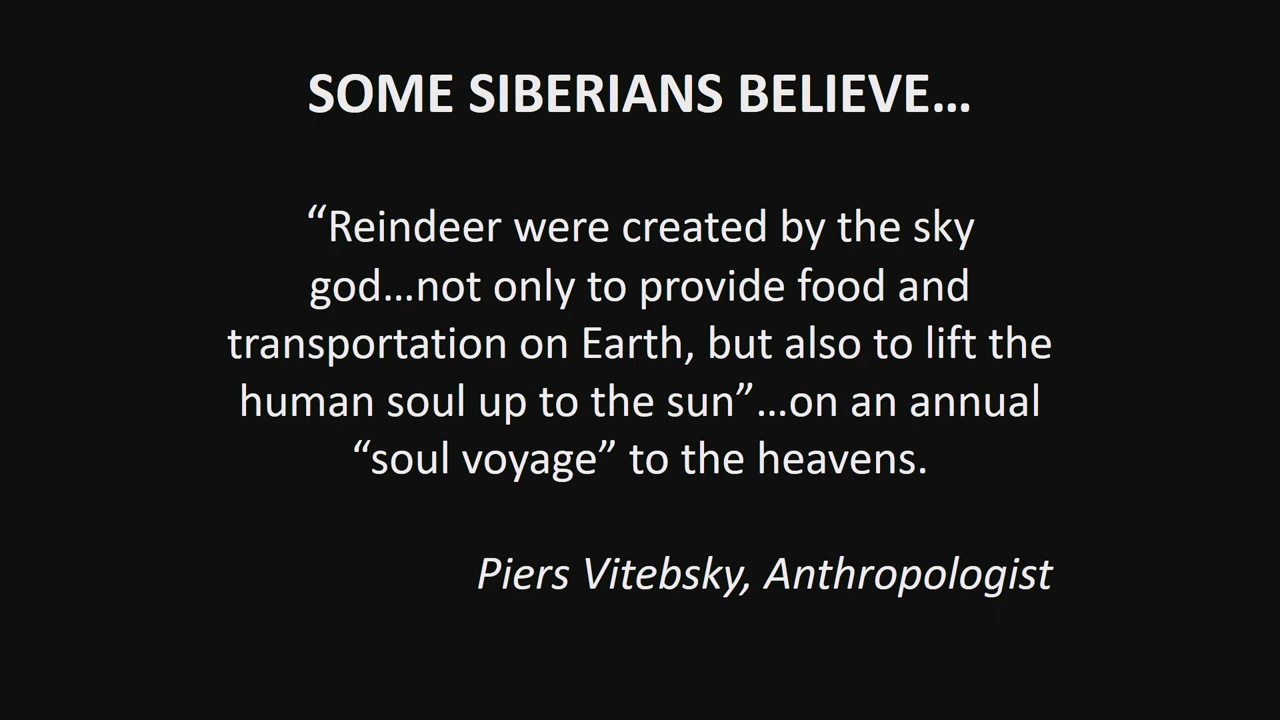 SOME SIBERIANS BELIEVE…
“Reindeer were created by the sky
god…not only to provide food and
transportation on Earth, but also to lift the
human soul up to the sun”…on an annual
“soul voyage” to the heavens.
Piers Vitebsky, Anthropologist